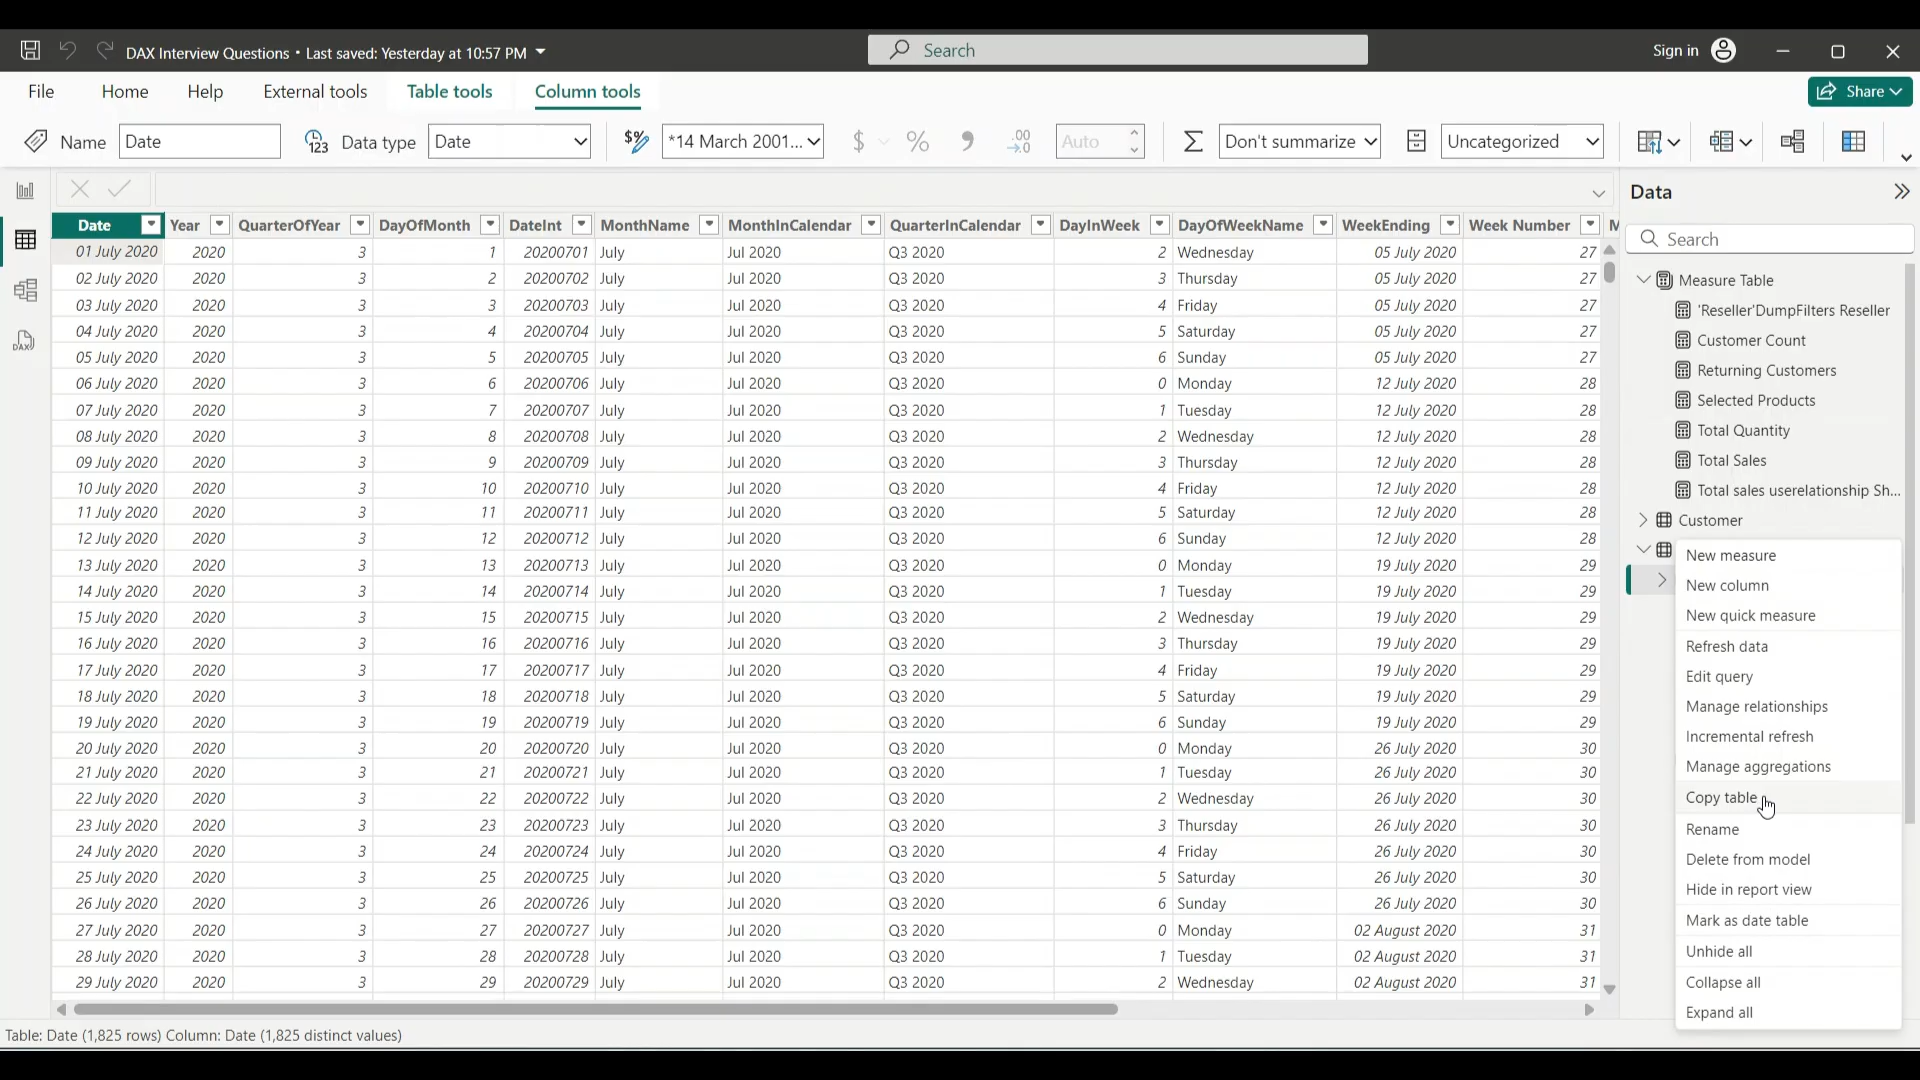 DAX Interview Questions • Last saved: Yesterday at 10:57 PM
Search
Sign in
File Home Help External tools Table tools Column tools
Share
Name Date Data type Date $% *14 March 2001... $ % 9 .00 Auto Σ Don't summarize Uncategorized
Data
Date Year QuarterOfYear DayOfMonth DateInt MonthName MonthInCalendar QuarterInCalendar DayInWeek DayOfWeekName WeekEnding Week Number M
01 July 2020 2020 3 1 20200701 July Jul 2020 Q3 2020 2 Wednesday 05 July 2020 27
02 July 2020 2020 3 2 20200702 July Jul 2020 Q3 2020 3 Thursday 05 July 2020 27
03 July 2020 2020 3 3 20200703 July Jul 2020 Q3 2020 4 Friday 05 July 2020 27
04 July 2020 2020 3 4 20200704 July Jul 2020 Q3 2020 5 Saturday 05 July 2020 27
05 July 2020 2020 3 5 20200705 July Jul 2020 Q3 2020 6 Sunday 05 July 2020 27
06 July 2020 2020 3 6 20200706 July Jul 2020 Q3 2020 0 Monday 12 July 2020 28
07 July 2020 2020 3 7 20200707 July Jul 2020 Q3 2020 1 Tuesday 12 July 2020 28
08 July 2020 2020 3 8 20200708 July Jul 2020 Q3 2020 2 Wednesday 12 July 2020 28
09 July 2020 2020 3 9 20200709 July Jul 2020 Q3 2020 3 Thursday 12 July 2020 28
10 July 2020 2020 3 10 20200710 July Jul 2020 Q3 2020 4 Friday 12 July 2020 28
11 July 2020 2020 3 11 20200711 July Jul 2020 Q3 2020 5 Saturday 12 July 2020 28
12 July 2020 2020 3 12 20200712 July Jul 2020 Q3 2020 6 Sunday 12 July 2020 28
13 July 2020 2020 3 13 20200713 July Jul 2020 Q3 2020 0 Monday 19 July 2020 29
14 July 2020 2020 3 14 20200714 July Jul 2020 Q3 2020 1 Tuesday 19 July 2020 29
15 July 2020 2020 3 15 20200715 July Jul 2020 Q3 2020 2 Wednesday 19 July 2020 29
16 July 2020 2020 3 16 20200716 July Jul 2020 Q3 2020 3 Thursday 19 July 2020 29
17 July 2020 2020 3 17 20200717 July Jul 2020 Q3 2020 4 Friday 19 July 2020 29
18 July 2020 2020 3 18 20200718 July Jul 2020 Q3 2020 5 Saturday 19 July 2020 29
19 July 2020 2020 3 19 20200719 July Jul 2020 Q3 2020 6 Sunday 19 July 2020 29
20 July 2020 2020 3 20 20200720 July Jul 2020 Q3 2020 0 Monday 26 July 2020 30
21 July 2020 2020 3 21 20200721 July Jul 2020 Q3 2020 1 Tuesday 26 July 2020 30
22 July 2020 2020 3 22 20200722 July Jul 2020 Q3 2020 2 Wednesday 26 July 2020 30
23 July 2020 2020 3 23 20200723 July Jul 2020 Q3 2020 3 Thursday 26 July 2020 30
24 July 2020 2020 3 24 20200724 July Jul 2020 Q3 2020 4 Friday 26 July 2020 30
25 July 2020 2020 3 25 20200725 July Jul 2020 Q3 2020 5 Saturday 26 July 2020 30
26 July 2020 2020 3 26 20200726 July Jul 2020 Q3 2020 6 Sunday 26 July 2020 30
27 July 2020 2020 3 27 20200727 July Jul 2020 Q3 2020 0 Monday 02 August 2020 31
28 July 2020 2020 3 28 20200728 July Jul 2020 Q3 2020 1 Tuesday 02 August 2020 31
29 July 2020 2020 3 29 20200729 July Jul 2020 Q3 2020 2 Wednesday 02 August 2020 31
Search
Measure Table
'Reseller'DumpFilters Reseller
Customer Count
Returning Customers
Selected Products
Total Quantity
Total Sales
Total sales userelationship Sh...
Customer
New measure
New column
New quick measure
Refresh data
Edit query
Manage relationships
Incremental refresh
Manage aggregations
Copy table
Rename
Delete from model
Hide in report view
Mark as date table
Unhide all
Collapse all
Expand all
DAX
Table: Date (1,825 rows) Column: Date (1,825 distinct values)